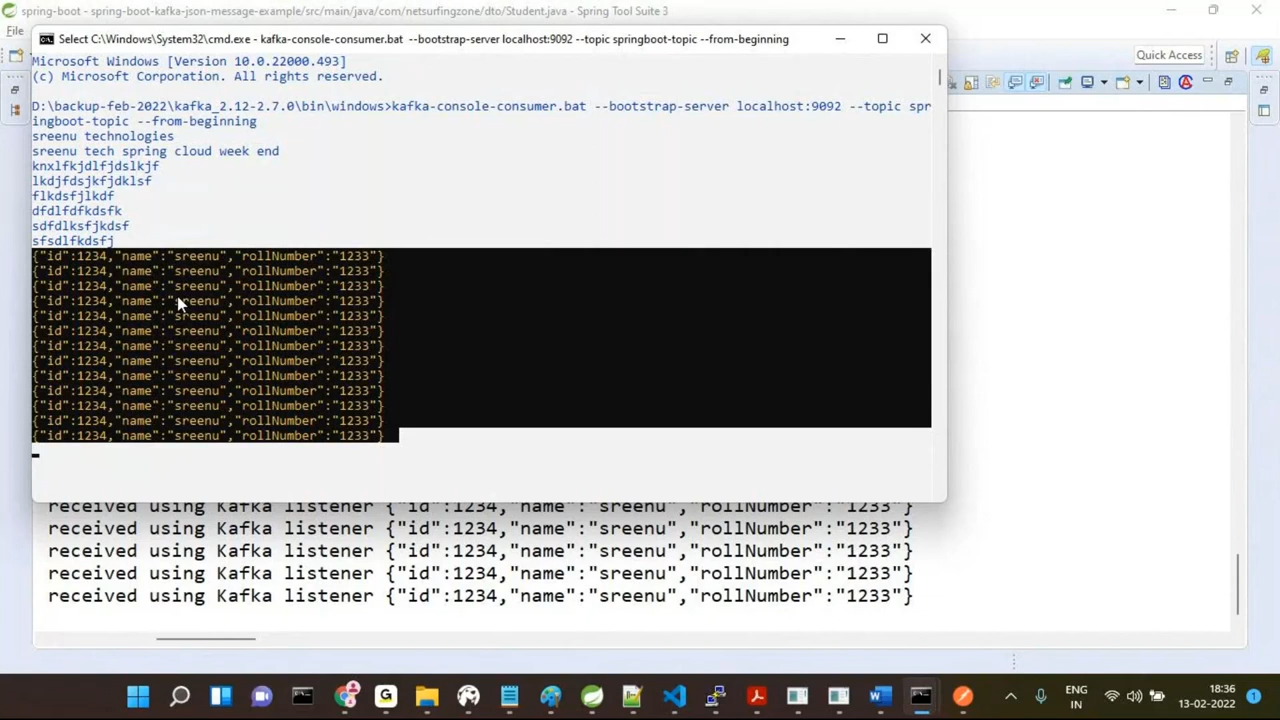 spring-boot - spring-boot-kafka-json-message-example/src/main/java/com/netsurfingzone/dto/Student.java - Spring Tool Suite 3
File
Quick Access
Select C:\Windows\System32\cmd.exe - kafka-console-consumer.bat --bootstrap-server localhost:9092 --topic springboot-topic --from-beginning
Microsoft Windows [Version 10.0.22000.493]
(c) Microsoft Corporation. All rights reserved.
D:\backup-feb-2022\kafka_2.12-2.7.0\bin\windows>kafka-console-consumer.bat --bootstrap-server localhost:9092 --topic spr
ingboot-topic --from-beginning
sreenu technologies
sreenu tech spring cloud week end
knxlfkjdlfjdslkjf
lkdjfdsjkfjdklsf
flkdsfjlkdf
dfdlfdfkdsfk
sdfdlksfjkdsf
sfsdlfkdsfj
{"id":1234,"name":"sreenu","rollNumber":"1233"}
{"id":1234,"name":"sreenu","rollNumber":"1233"}
{"id":1234,"name":"sreenu","rollNumber":"1233"}
{"id":1234,"name":"sreenu","rollNumber":"1233"}
{"id":1234,"name":"sreenu","rollNumber":"1233"}
{"id":1234,"name":"sreenu","rollNumber":"1233"}
{"id":1234,"name":"sreenu","rollNumber":"1233"}
{"id":1234,"name":"sreenu","rollNumber":"1233"}
{"id":1234,"name":"sreenu","rollNumber":"1233"}
{"id":1234,"name":"sreenu","rollNumber":"1233"}
{"id":1234,"name":"sreenu","rollNumber":"1233"}
{"id":1234,"name":"sreenu","rollNumber":"1233"}
{"id":1234,"name":"sreenu","rollNumber":"1233"}
received using Kafka listener {"id":1234,"name":"sreenu","rollNumber":"1233"}
received using Kafka listener {"id":1234,"name":"sreenu","rollNumber":"1233"}
received using Kafka listener {"id":1234,"name":"sreenu","rollNumber":"1233"}
received using Kafka listener {"id":1234,"name":"sreenu","rollNumber":"1233"}
received using Kafka listener {"id":1234,"name":"sreenu","rollNumber":"1233"}
ENG
IN
18:36
13-02-2022